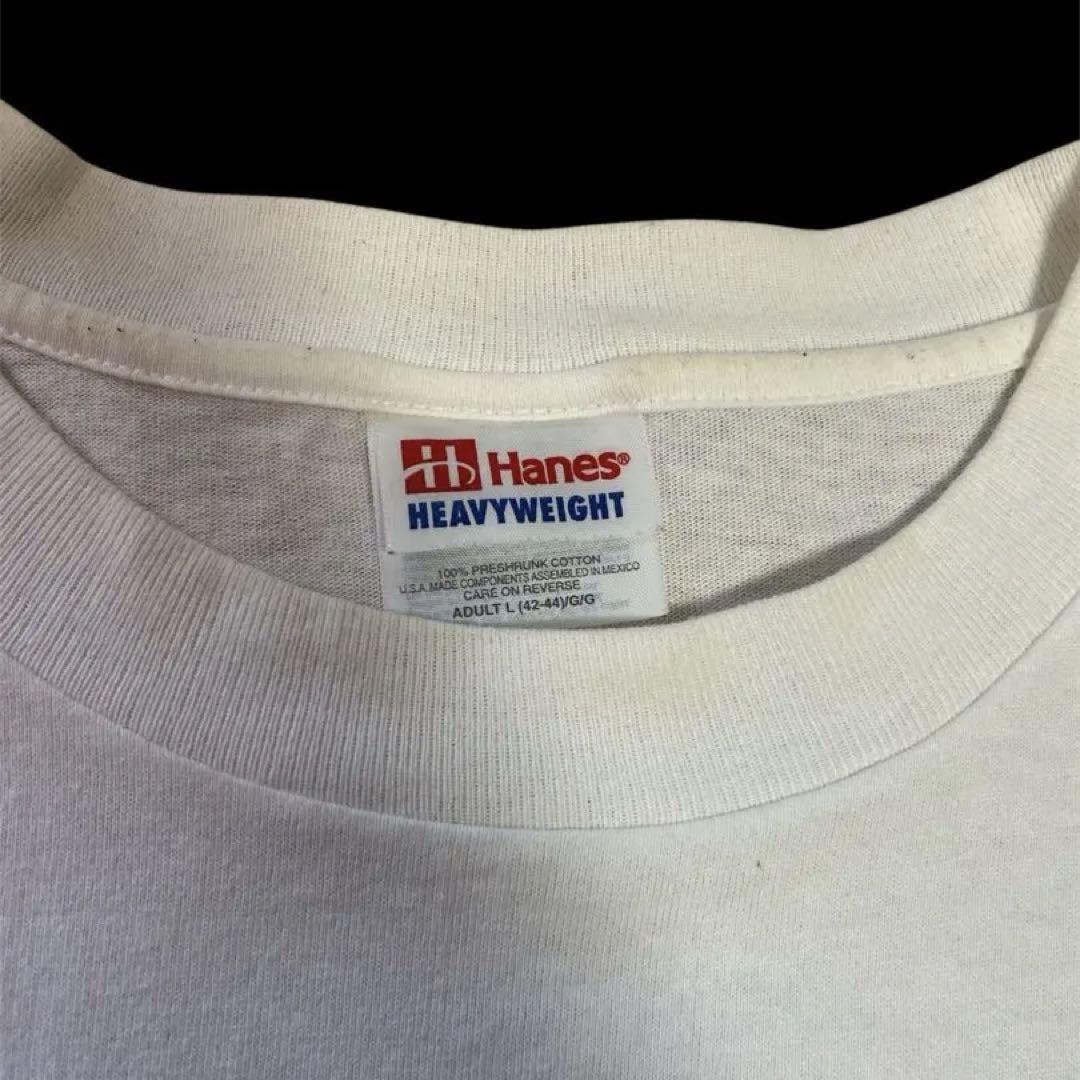 Hanes®
HEAVYWEIGHT
100% PRESHRUNK COTTON
U.S.A. MADE COMPONENTS ASSEMBLED IN MEXICO
CARE ON REVERSE
ADULT L (42-44)/G/G